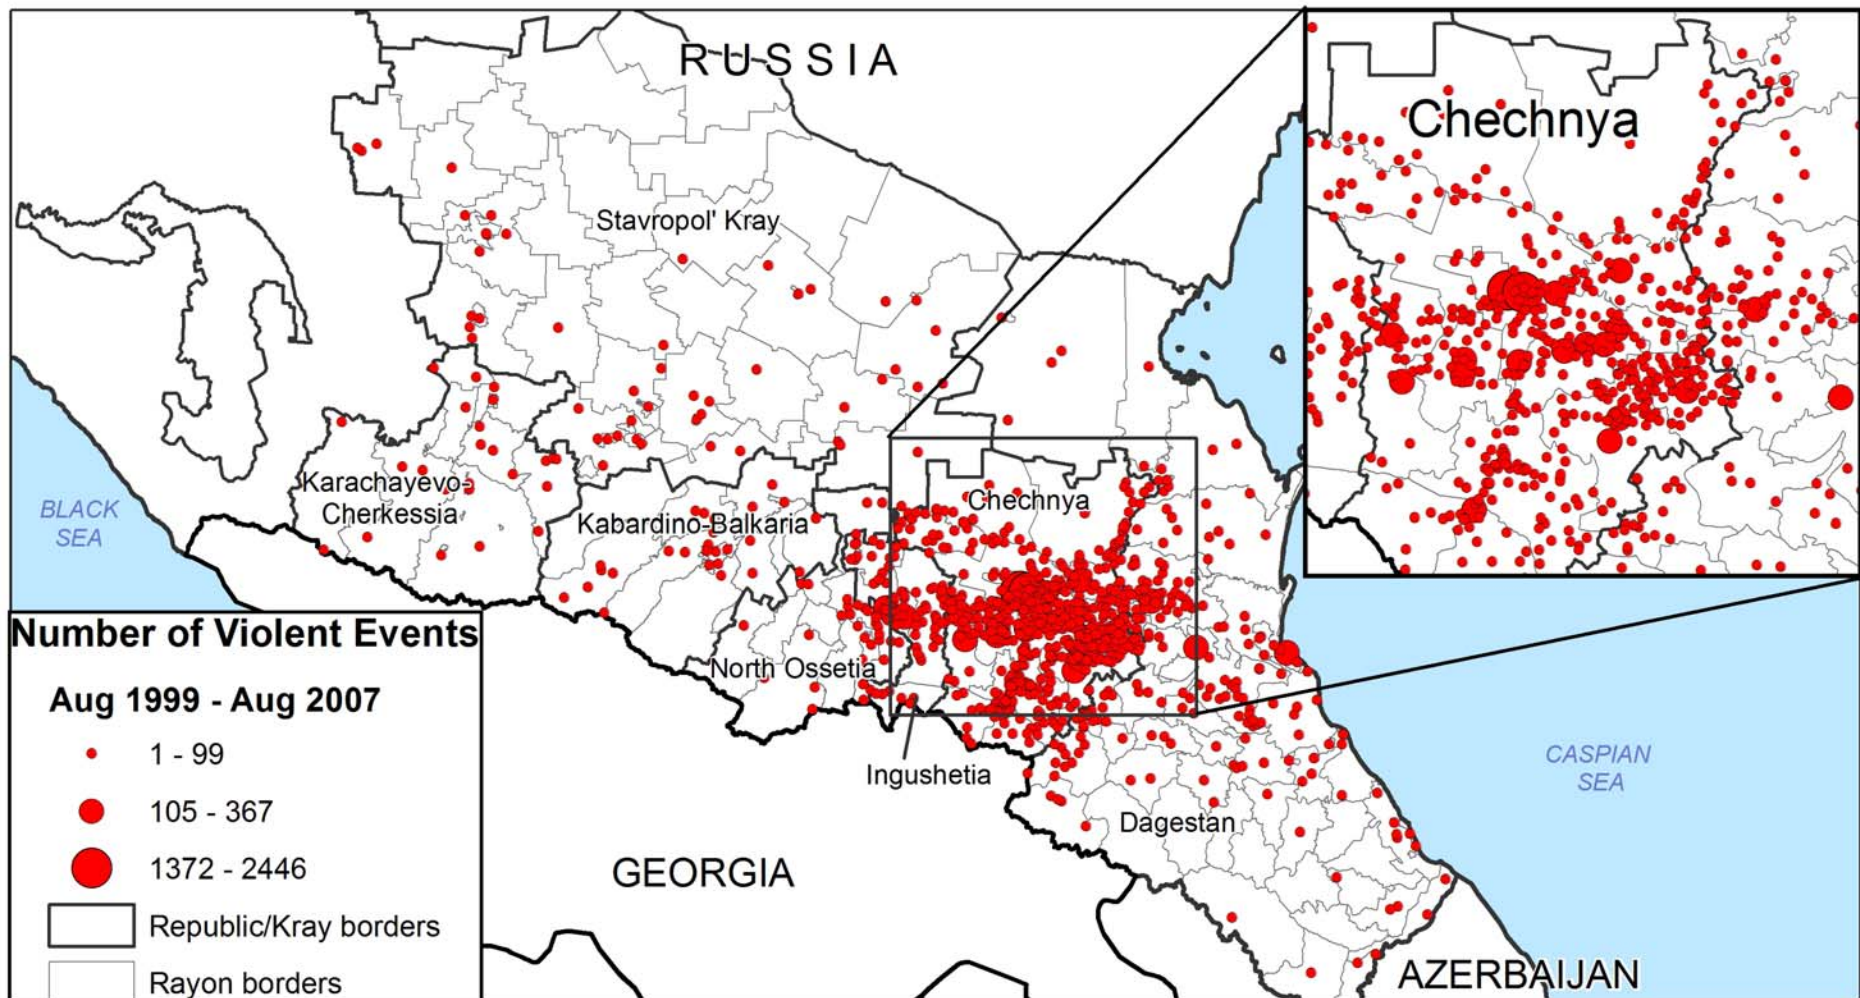 RUSSIA
Chechnya
Stavropol' Kray
Karachayevo-
Cherkessia
Kabardino-Balkaria
Chechnya
BLACK
SEA
North Ossetia
Ingushetia
Dagestan
CASPIAN
SEA
GEORGIA
AZERBAIJAN
Number of Violent Events
Aug 1999 - Aug 2007
1 - 99
105 - 367
1372 - 2446
Republic/Kray borders
Rayon borders